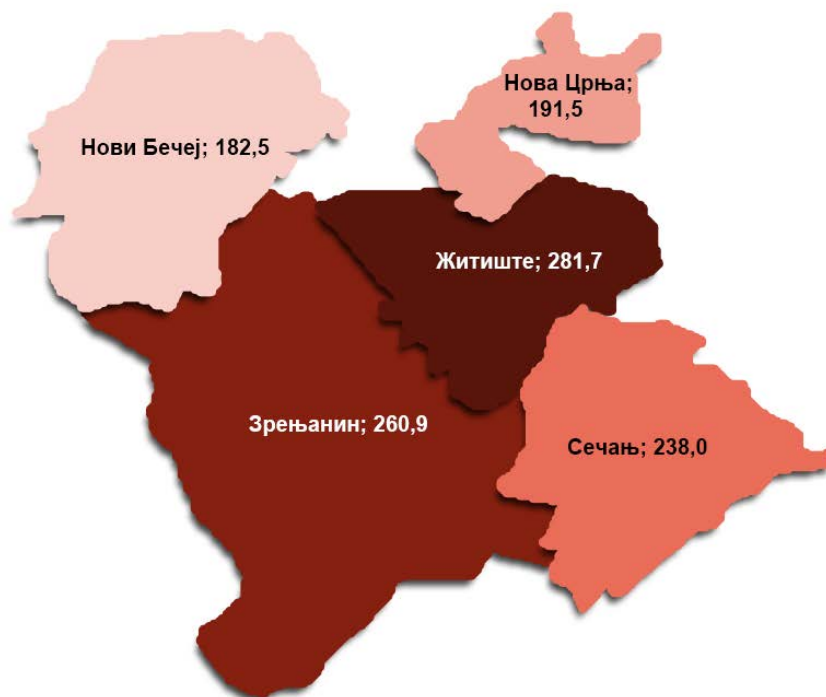 Нова Црња;
191,5
Нови Бечеј; 182,5
Житиште; 281,7
Зрењанин; 260,9
Сечањ; 238,0